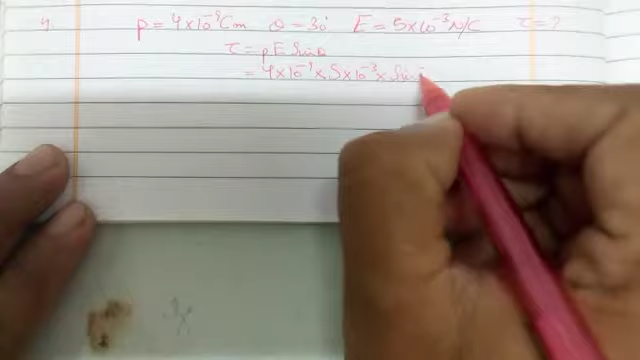 4) p = 4×10⁻⁹ Cm θ = 30° E = 5×10⁻³ N/C τ = ?
τ = pE Sinθ
= 4×10⁻⁹ × 5×10⁻³ × Sin